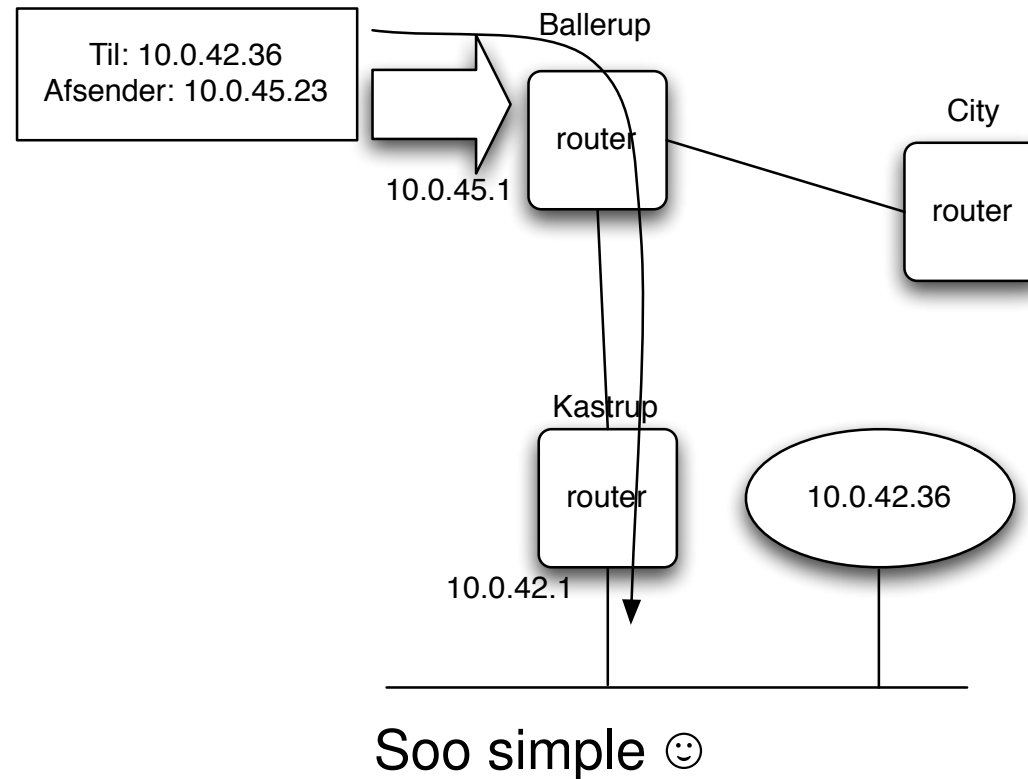 Til: 10.0.42.36
Afsender: 10.0.45.23
Ballerup
router
10.0.45.1
City
router
Kastrup
router
10.0.42.36
10.0.42.1
Soo simple ☺